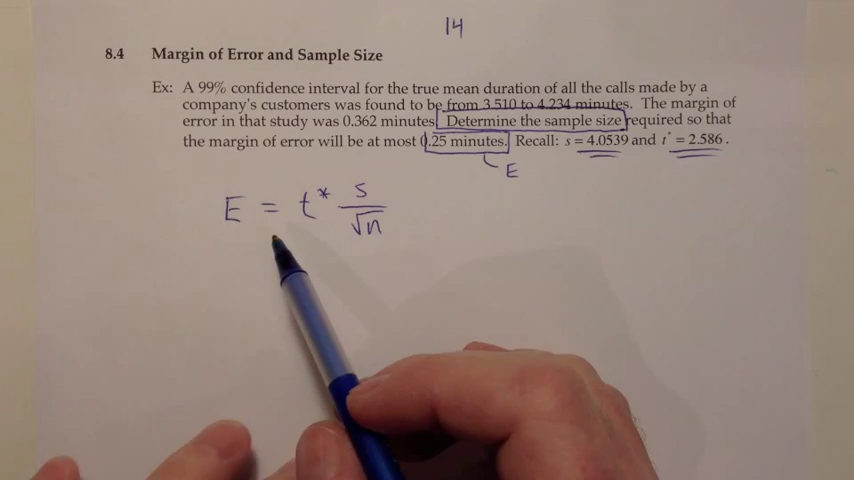 14
8.4 Margin of Error and Sample Size
Ex: A 99% confidence interval for the true mean duration of all the calls made by a
company's customers was found to be from 3.510 to 4.234 minutes. The margin of
error in that study was 0.362 minutes. Determine the sample size required so that
the margin of error will be at most 0.25 minutes. Recall: s = 4.0539 and t* = 2.586.
E
E = t* s/√n